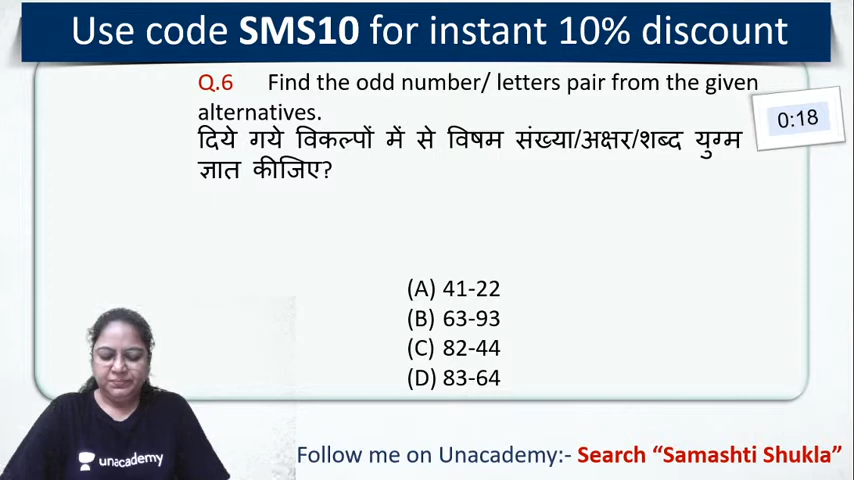 Use code SMS10 for instant 10% discount
Q.6 Find the odd number/ letters pair from the given
alternatives.
0:18
दिये गये विकल्पों में से विषम संख्या/अक्षर/शब्द युग्म
ज्ञात कीजिए?
(A) 41-22
(B) 63-93
(C) 82-44
(D) 83-64
unacademy
Follow me on Unacademy:- Search “Samashti Shukla”